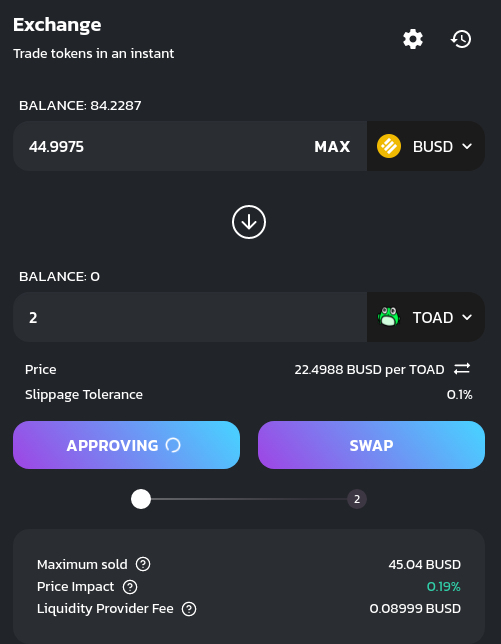 Exchange
Trade tokens in an instant
BALANCE: 84.2287
44.9975 MAX BUSD
BALANCE: 0
2 TOAD
Price 22.4988 BUSD per TOAD
Slippage Tolerance 0.1%
APPROVING SWAP
2
Maximum sold ? 45.04 BUSD
Price Impact ? 0.19%
Liquidity Provider Fee ? 0.08999 BUSD